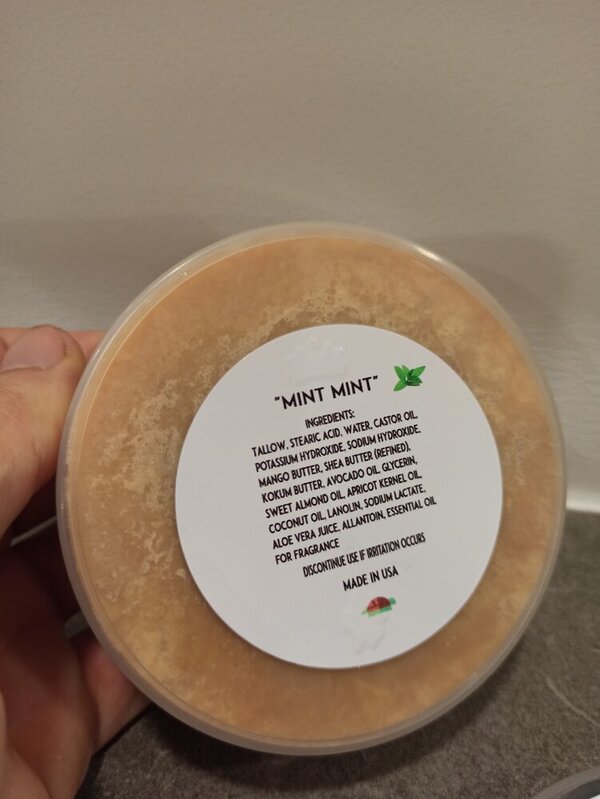 "MINT MINT"
INGREDIENTS:
TALLOW, STEARIC ACID, WATER, CASTOR OIL,
POTASSIUM HYDROXIDE, SODIUM HYDROXIDE,
MANGO BUTTER, SHEA BUTTER (REFINED),
KOKUM BUTTER, AVOCADO OIL, GLYCERIN,
SWEET ALMOND OIL, APRICOT KERNEL OIL,
COCONUT OIL, LANOLIN, SODIUM LACTATE,
ALOE VERA JUICE, ALLANTOIN, ESSENTIAL OIL
FOR FRAGRANCE
DISCONTINUE USE IF IRRITATION OCCURS
MADE IN USA